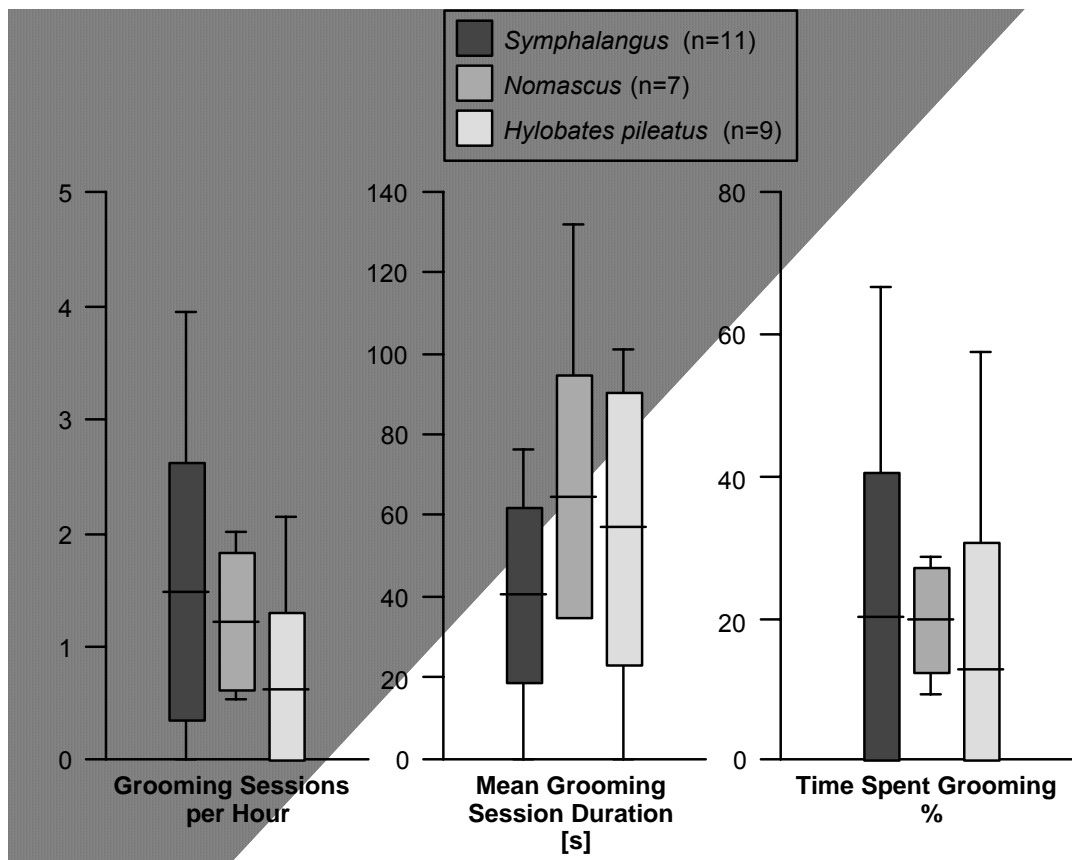 Symphalangus (n=11)
Nomascus (n=7)
Hylobates pileatus (n=9)
5
4
3
2
1
0
Grooming Sessions
per Hour
140
120
100
80
60
40
20
0
Mean Grooming
Session Duration
[s]
80
60
40
20
0
Time Spent Grooming
%